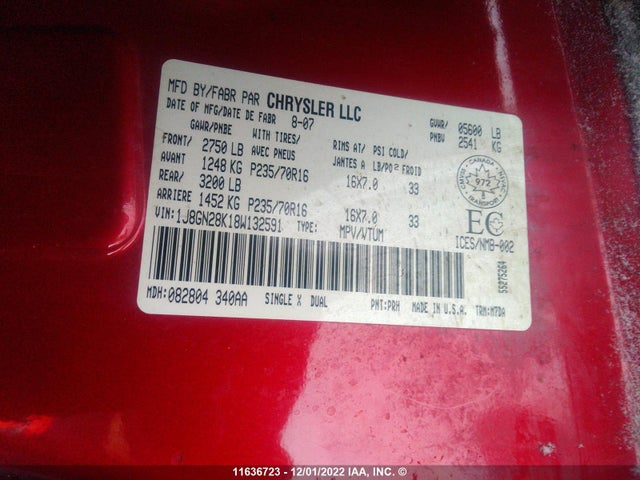 MFD BY/FABR PAR CHRYSLER LLC
DATE OF MFG/DATE DE FABR 8-07
GVWR/ PNBV 05600 LB 2541 KG
GAWR/PNBE WITH TIRES/ AVEC PNEUS RIMS AT/ JANTES A PSI COLD/ LB/PO² FROID
FRONT/ AVANT 2750 LB 1248 KG P235/70R16 16X7.0 33
REAR/ ARRIERE 3200 LB 1452 KG P235/70R16 16X7.0 33
VIN: 1J8GN28K18W132591 TYPE: MPV/VTUM
CANADA
972
TRANSPORT
EC
ICES/NMB-002
55275264
MDH: 082804 340AA SINGLE X DUAL PNT: PRH MADE IN U.S.A. TRM: M7DA
11636723 - 12/01/2022 IAA, INC. ©